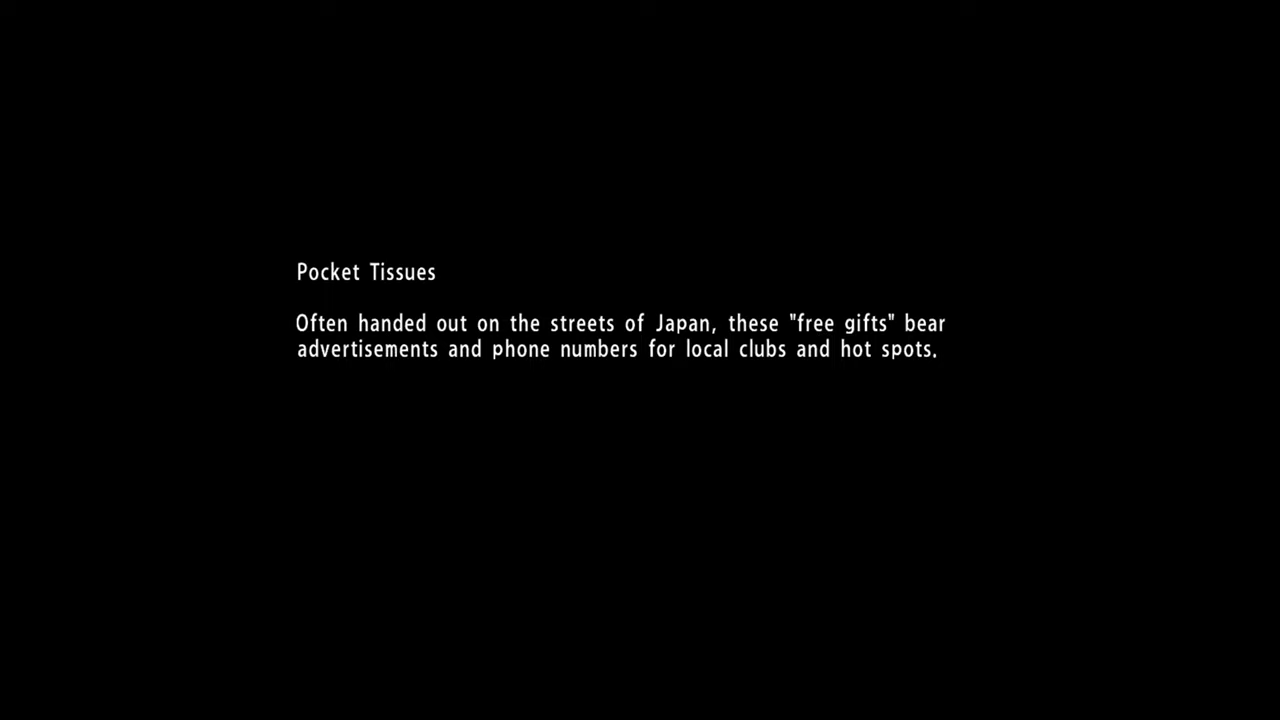 Pocket Tissues
Often handed out on the streets of Japan, these "free gifts" bear
advertisements and phone numbers for local clubs and hot spots.